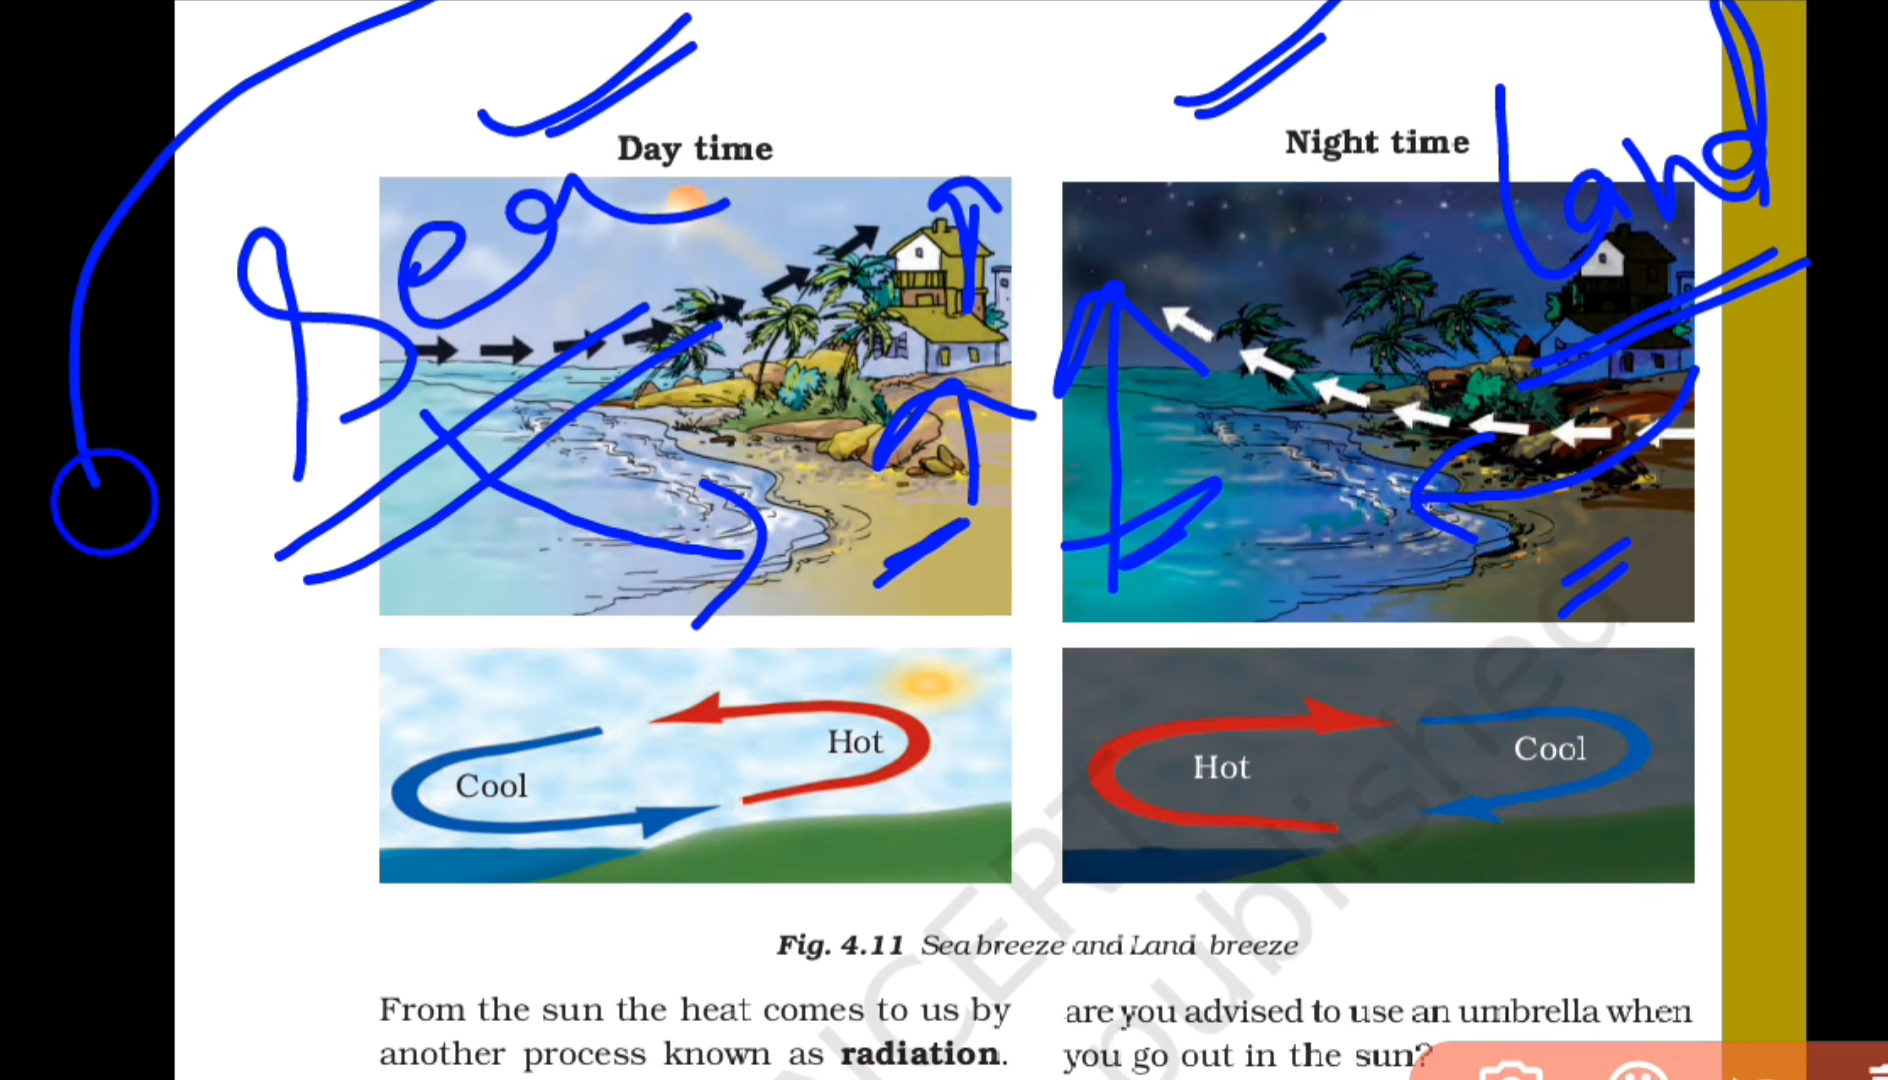 Day time
Night time
Sea
Land
Hot
Cool
Hot
Cool
Fig. 4.11 Sea breeze and Land breeze
From the sun the heat comes to us by
another process known as radiation.
are you advised to use an umbrella when
you go out in the sun?
NCERT
published